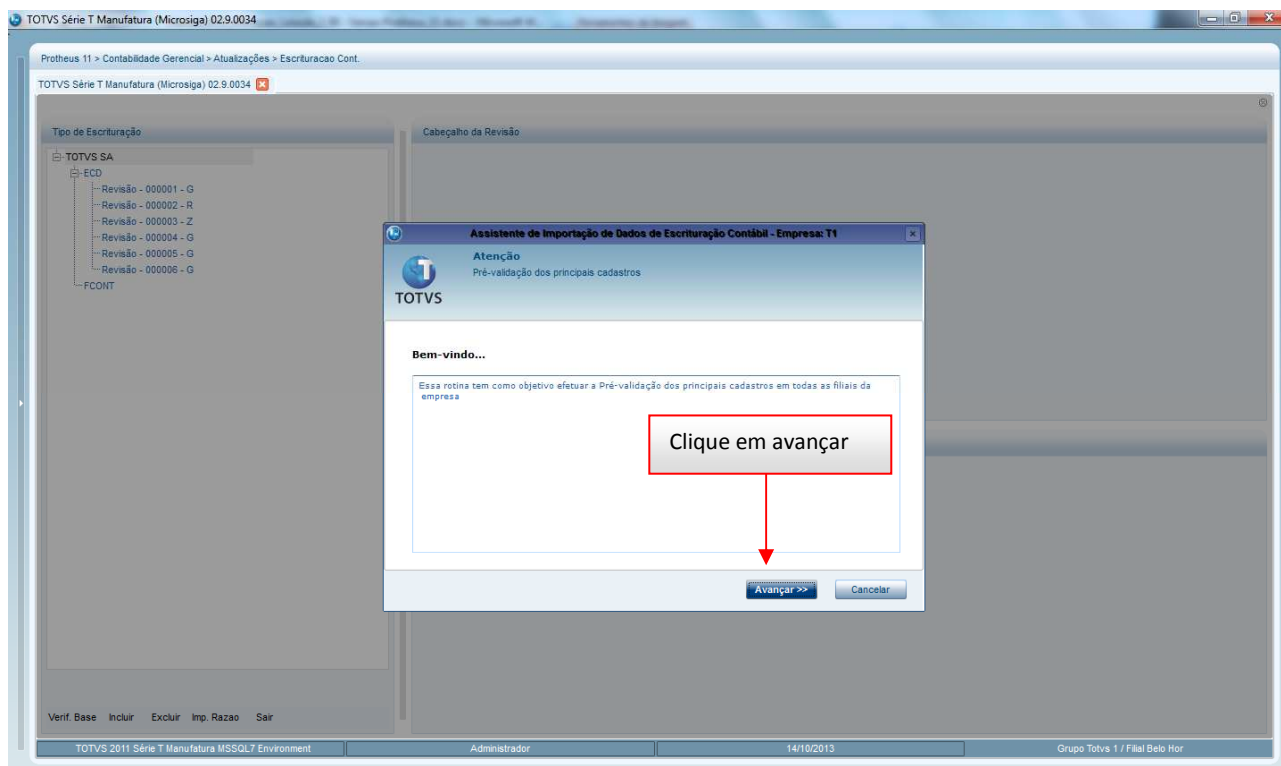 TOTVS Série T Manufatura (Microsiga) 02.9.0034
Protheus 11 > Contabilidade Gerencial > Atualizações > Escrituracao Cont.
TOTVS Série T Manufatura (Microsiga) 02.9.0034
Tipo de Escrituração
Cabeçalho da Revisão
TOTVS SA
ECD
Revisão - 000001 - G
Revisão - 000002 - R
Revisão - 000003 - Z
Revisão - 000004 - G
Revisão - 000005 - G
Revisão - 000006 - G
FCONT
Assistente de Importação de Dados de Escrituração Contábil - Empresa: T1
Atenção
Pré-validação dos principais cadastros
TOTVS
Bem-vindo...
Essa rotina tem como objetivo efetuar a Pré-validação dos principais cadastros em todas as filiais da
empresa
Clique em avançar
Avançar >> Cancelar
Verif. Base Incluir Excluir Imp. Razao Sair
TOTVS 2011 Série T Manufatura MSSQL7 Environment Administrador 14/10/2013 Grupo Totvs 1 / Filial Belo Hor